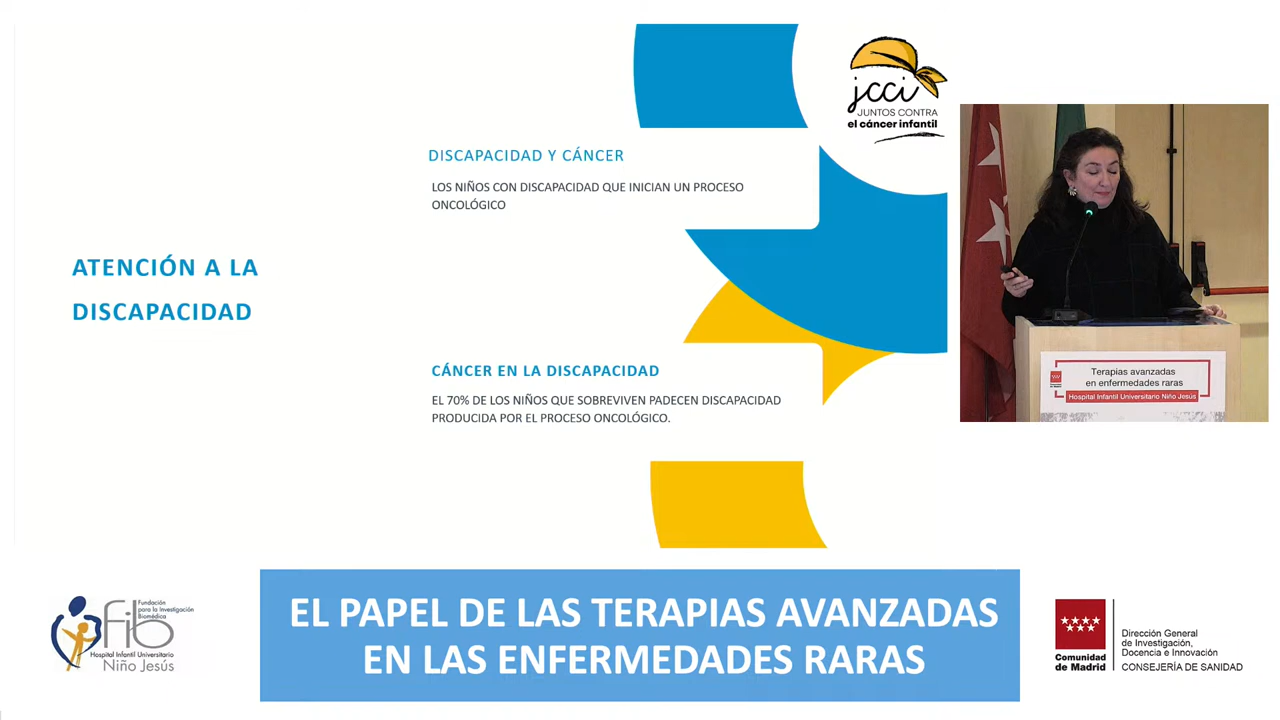 jcci
JUNTOS CONTRA
el cáncer infantil
DISCAPACIDAD Y CÁNCER
LOS NIÑOS CON DISCAPACIDAD QUE INICIAN UN PROCESO
ONCOLÓGICO
ATENCIÓN A LA
DISCAPACIDAD
CÁNCER EN LA DISCAPACIDAD
EL 70% DE LOS NIÑOS QUE SOBREVIVEN PADECEN DISCAPACIDAD
PRODUCIDA POR EL PROCESO ONCOLÓGICO.
Terapias avanzadas
en enfermedades raras
Hospital Infantil Universitario Niño Jesús
fib
Fundación
para la Investigación
Biomédica
Hospital Infantil Universitario
Niño Jesús
EL PAPEL DE LAS TERAPIAS AVANZADAS
EN LAS ENFERMEDADES RARAS
Comunidad
de Madrid
Dirección General
de Investigación,
Docencia e Innovación
CONSEJERÍA DE SANIDAD